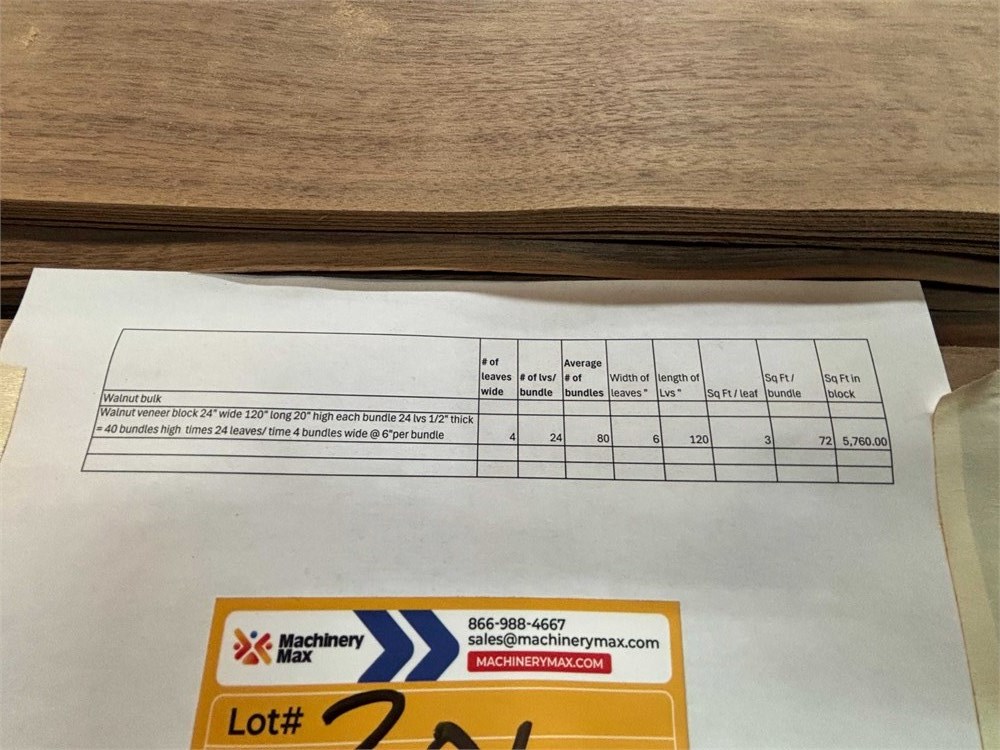 # of leaves wide
# of lvs/ bundle
Average # of bundles
Width of leaves "
length of Lvs "
Sq Ft / leaf
Sq Ft / bundle
Sq Ft in block
Walnut bulk
Walnut veneer block 24" wide 120" long 20" high each bundle 24 lvs 1/2" thick
= 40 bundles high times 24 leaves/ time 4 bundles wide @ 6"per bundle
4 24 80 6 120 3 72 5,760.00
Machinery
Max
866-988-4667
sales@machinerymax.com
MACHINERYMAX.COM
Lot#